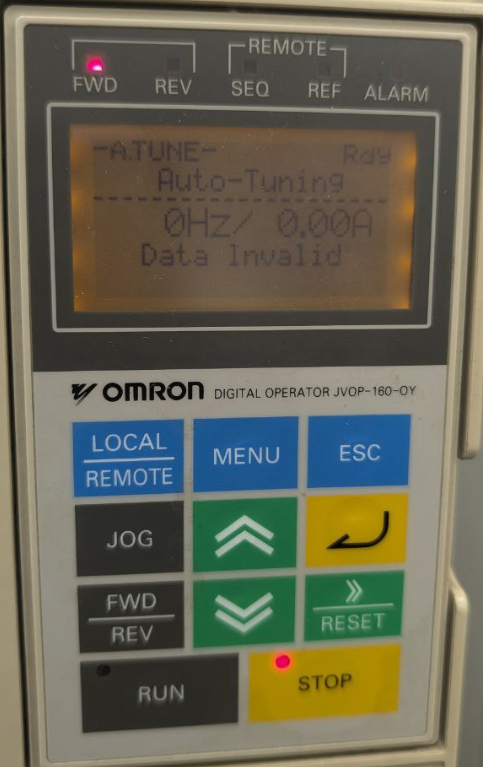 REMOTE
FWD REV SEQ REF ALARM
-A.TUNE- Rdy
Auto-Tuning
0Hz/ 0.00A
Data Invalid
OMRON DIGITAL OPERATOR JVOP-160-OY
LOCAL
REMOTE
MENU
ESC
JOG
FWD
REV
RESET
RUN
STOP